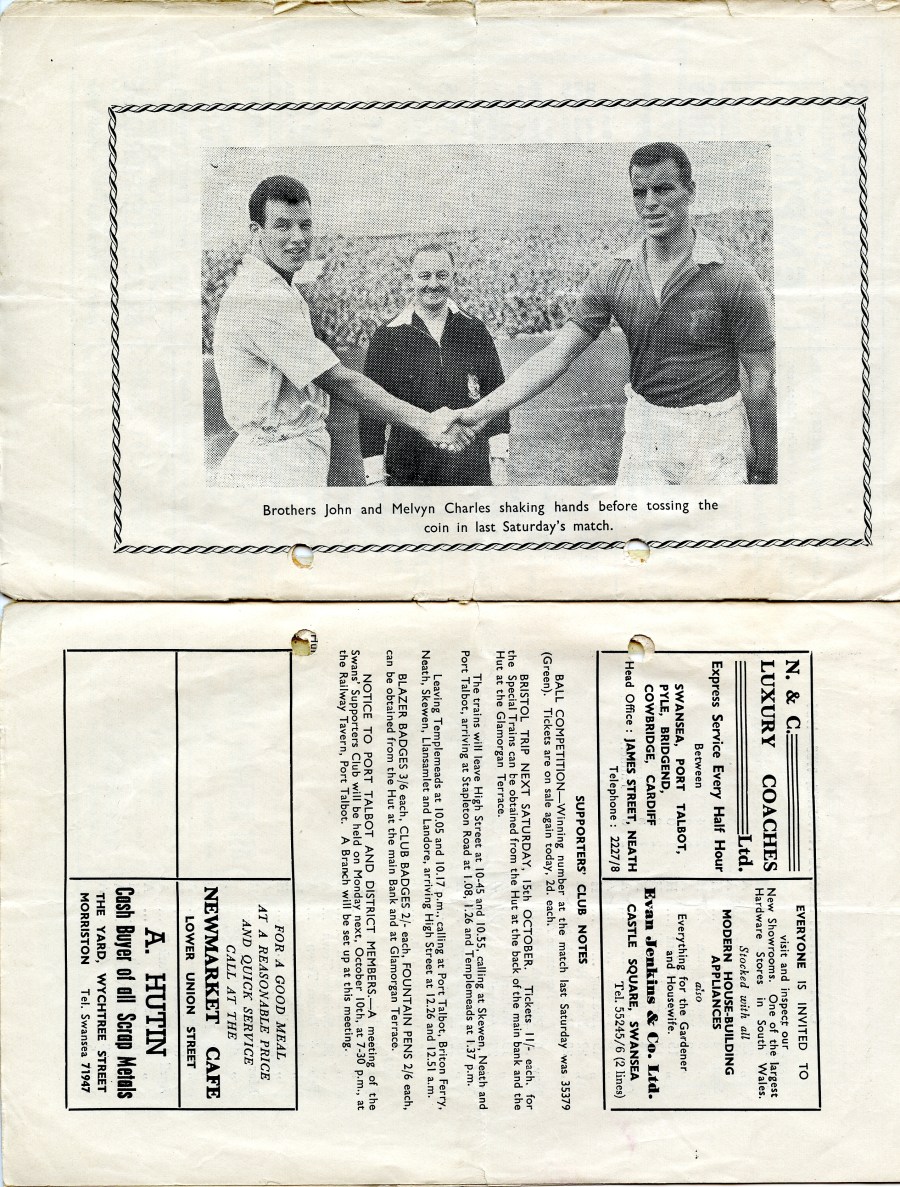 Brothers John and Melvyn Charles shaking hands before tossing the
coin in last Saturday's match.
N. & C.
LUXURY COACHES
Ltd.
Express Service Every Half Hour
Between
SWANSEA, PORT TALBOT,
PYLE, BRIDGEND,
COWBRIDGE, CARDIFF
Head Office : JAMES STREET, NEATH
Telephone : 2227/8
EVERYONE IS INVITED TO
visit and inspect our
New Showrooms. One of the largest
Hardware Stores in South Wales.
Stocked with all
MODERN HOUSE-BUILDING
APPLIANCES
also
Everything for the Gardener
and Housewife.
Evan Jenkins & Co. Ltd.
CASTLE SQUARE, SWANSEA
Tel. 55245/6 (2 lines)
SUPPORTERS' CLUB NOTES
BALL COMPETITION—Winning number at the match last Saturday was 35379
(Green). Tickets are on sale again today, 2d. each.
BRISTOL TRIP NEXT SATURDAY, 15th OCTOBER. Tickets, 11/- each, for
the Special Trains can be obtained from the Hut at the back of the main bank and the
Hut at the Glamorgan Terrace.
The trains will leave High Street at 10-45 and 10.55, calling at Skewen, Neath and
Port Talbot, arriving at Stapleton Road at 1.08, 1.26 and Templemeads at 1.37 p.m.
Leaving Templemeads at 10.05 and 10.17 p.m., calling at Port Talbot, Briton Ferry,
Neath, Skewen, Llansamlet and Landore, arriving High Street at 12.26 and 12.51 a.m.
BLAZER BADGES 3/6 each, CLUB BADGES 2/- each, FOUNTAIN PENS 2/6 each,
can be obtained from the Hut at the main Bank and at Glamorgan Terrace.
NOTICE TO PORT TALBOT AND DISTRICT MEMBERS.—A meeting of the
Swans' Supporters Club will be held on Monday next, October 10th, at 7-30 p.m., at
the Railway Tavern, Port Talbot. A Branch will be set up at this meeting.
FOR A GOOD MEAL
AT A REASONABLE PRICE
AND QUICK SERVICE
CALL AT THE
NEWMARKET CAFE
LOWER UNION STREET
A. HUTIN
Cash Buyer of all Scrap Metals
THE YARD, WYCHTREE STREET
MORRISTON Tel. Swansea 71947